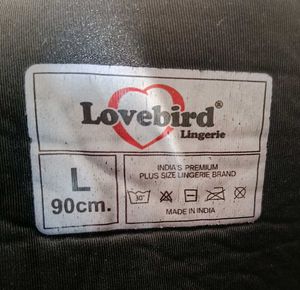 Lovebird®
Lingerie
L
90cm.
INDIA'S PREMIUM
PLUS SIZE LINGERIE BRAND
30°
MADE IN INDIA